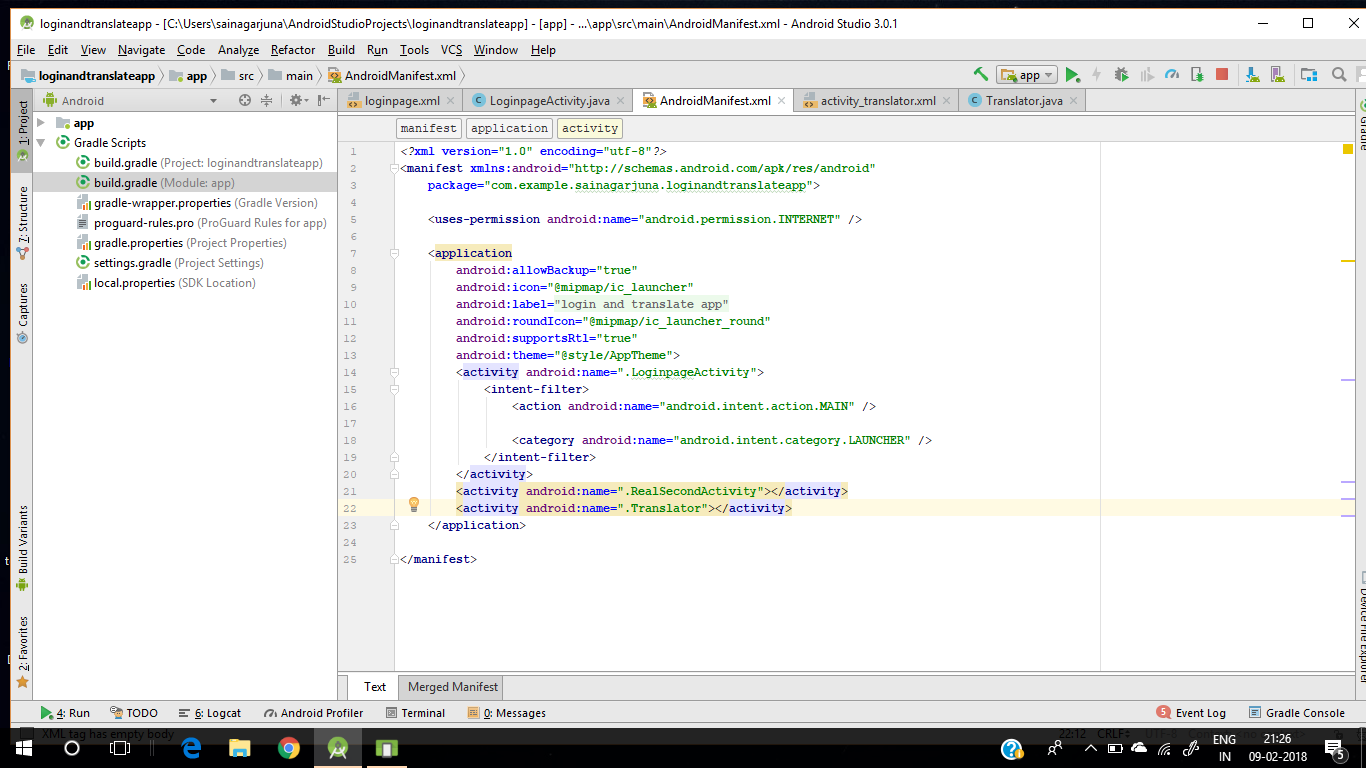 loginandtranslateapp - [C:\Users\sainagarjuna\AndroidStudioProjects\loginandtranslateapp] - [app] - ...\app\src\main\AndroidManifest.xml - Android Studio 3.0.1
File Edit View Navigate Code Analyze Refactor Build Run Tools VCS Window Help
loginandtranslateapp app src main AndroidManifest.xml app
Android loginpage.xml LoginpageActivity.java AndroidManifest.xml activity_translator.xml Translator.java
manifest application activity
1: Project
7: Structure
Captures
Build Variants
2: Favorites
app
Gradle Scripts
build.gradle (Project: loginandtranslateapp)
build.gradle (Module: app)
gradle-wrapper.properties (Gradle Version)
proguard-rules.pro (ProGuard Rules for app)
gradle.properties (Project Properties)
settings.gradle (Project Settings)
local.properties (SDK Location)
1 <?xml version="1.0" encoding="utf-8"?>
2 <manifest xmlns:android="http://schemas.android.com/apk/res/android"
3 package="com.example.sainagarjuna.loginandtranslateapp">
4
5 <uses-permission android:name="android.permission.INTERNET" />
6
7 <application
8 android:allowBackup="true"
9 android:icon="@mipmap/ic_launcher"
10 android:label="login and translate app"
11 android:roundIcon="@mipmap/ic_launcher_round"
12 android:supportsRtl="true"
13 android:theme="@style/AppTheme">
14 <activity android:name=".LoginpageActivity">
15 <intent-filter>
16 <action android:name="android.intent.action.MAIN" />
17
18 <category android:name="android.intent.category.LAUNCHER" />
19 </intent-filter>
20 </activity>
21 <activity android:name=".RealSecondActivity"></activity>
22 <activity android:name=".Translator"></activity>
23 </application>
24
25 </manifest>
Gradle
Device File Explorer
Text Merged Manifest
4: Run TODO 6: Logcat Android Profiler Terminal 0: Messages 5 Event Log Gradle Console
XML tag has empty body 22:12 CRLF UTF-8
ENG 21:26
IN 09-02-2018 5